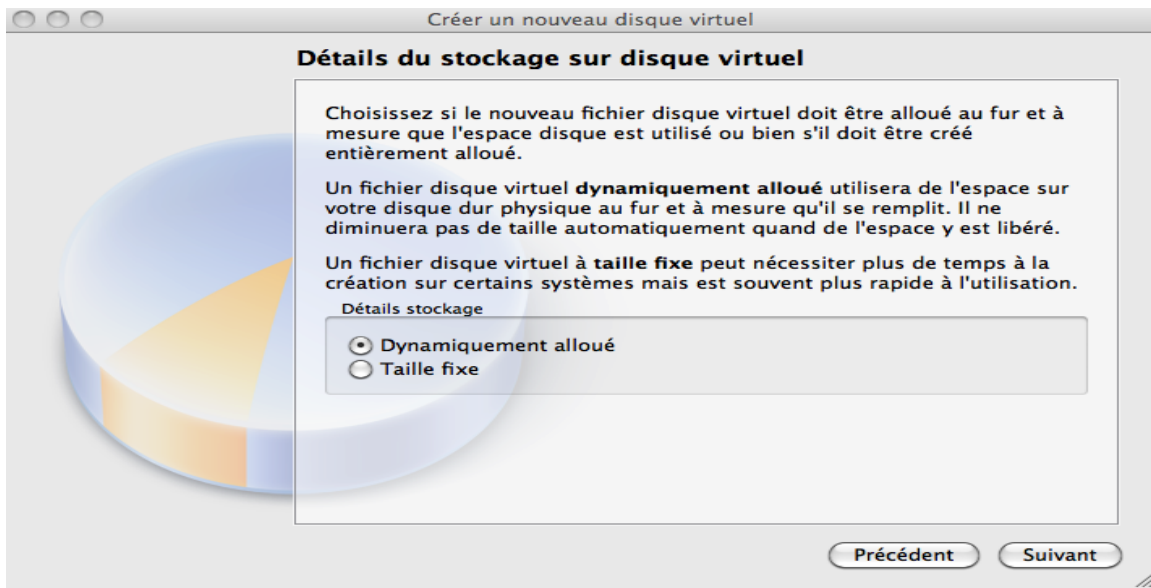 Créer un nouveau disque virtuel
Détails du stockage sur disque virtuel
Choisissez si le nouveau fichier disque virtuel doit être alloué au fur et à
mesure que l'espace disque est utilisé ou bien s'il doit être créé
entièrement alloué.
Un fichier disque virtuel dynamiquement alloué utilisera de l'espace sur
votre disque dur physique au fur et à mesure qu'il se remplit. Il ne
diminuera pas de taille automatiquement quand de l'espace y est libéré.
Un fichier disque virtuel à taille fixe peut nécessiter plus de temps à la
création sur certains systèmes mais est souvent plus rapide à l'utilisation.
Détails stockage
Dynamiquement alloué
Taille fixe
Précédent
Suivant